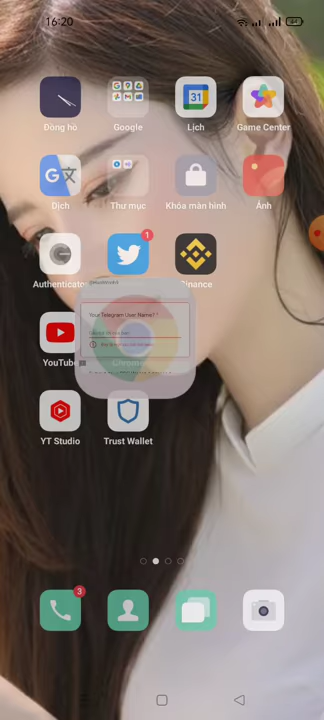 16:20
Đồng hồ
Google
31
Lịch
Game Center
G
Dịch
Thư mục
Khóa màn hình
Ảnh
Authenticator
1
Binance
Your Telegram User Name? *
YouTube
YT Studio
Trust Wallet
3